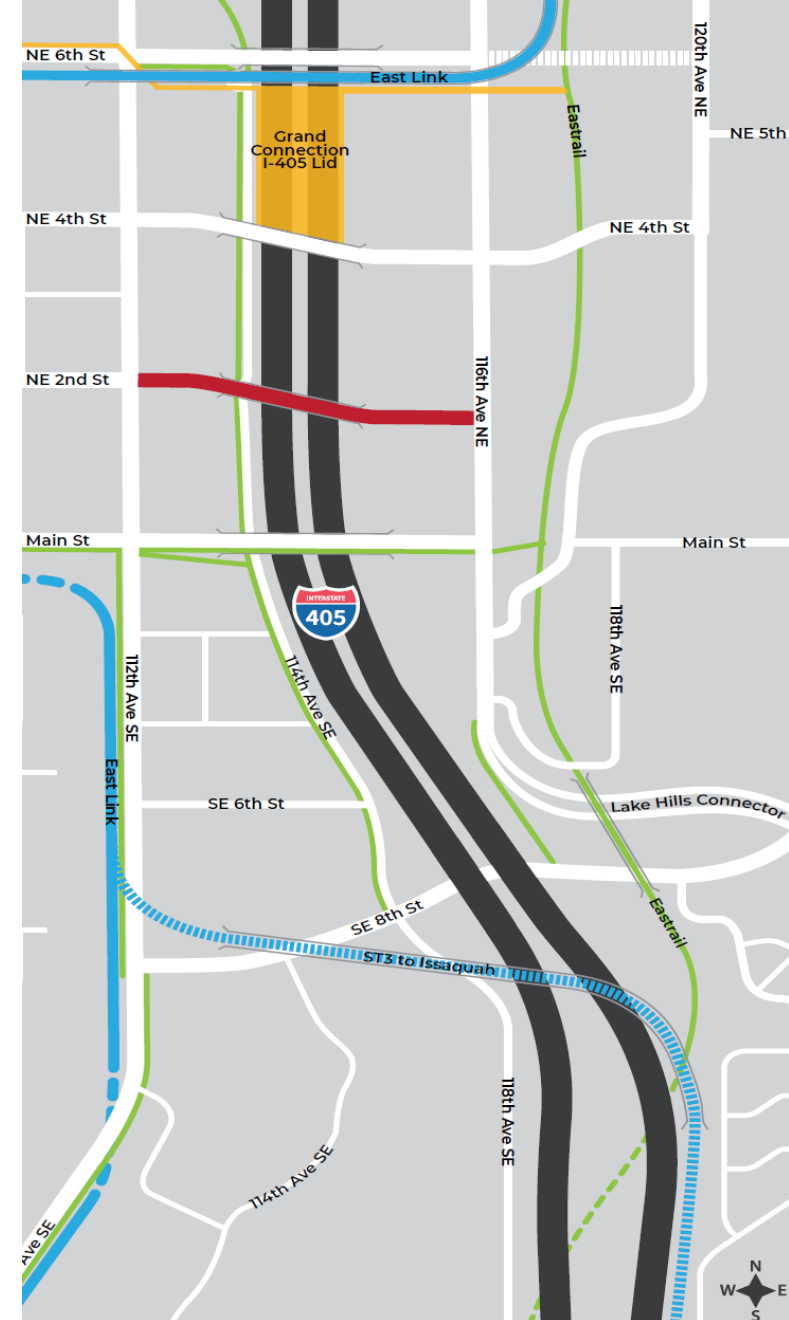 120th Ave NE
NE 6th St
East Link
Grand
Connection
I-405 Lid
Eastrail
NE 5th
NE 4th St
NE 4th St
NE 2nd St
116th Ave NE
Main St
Main St
INTERSTATE
405
118th Ave SE
112th Ave SE
114th Ave SE
East Link
SE 6th St
Lake Hills Connector
SE 8th St
Eastrail
ST3 to Issaquah
118th Ave SE
114th Ave SE
Ave SE
N
W
E
S